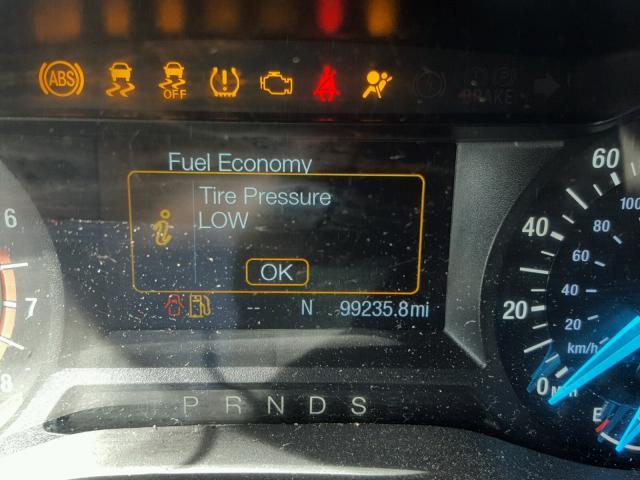 ABS
OFF
BRAKE
Fuel Economy
Tire Pressure
LOW
OK
-- N 99235.8mi
P R N D S
6
7
8
0
20
40
60
20
40
60
80
100
km/h
E